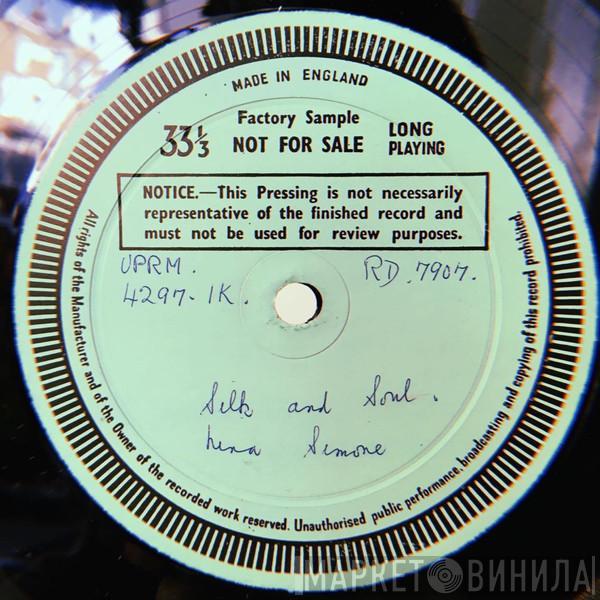 MADE IN ENGLAND
Factory Sample
33⅓ NOT FOR SALE LONG PLAYING
NOTICE.—This Pressing is not necessarily
representative of the finished record and
must not be used for review purposes.
UPRM. RD. 7907.
4297-1K.
Silk and Soul.
Nina Simone
All rights of the Manufacturer and of the Owner of the recorded work reserved. Unauthorised public performance, broadcasting and copying of this record prohibited.
МАРКЕТ ВИНИЛА